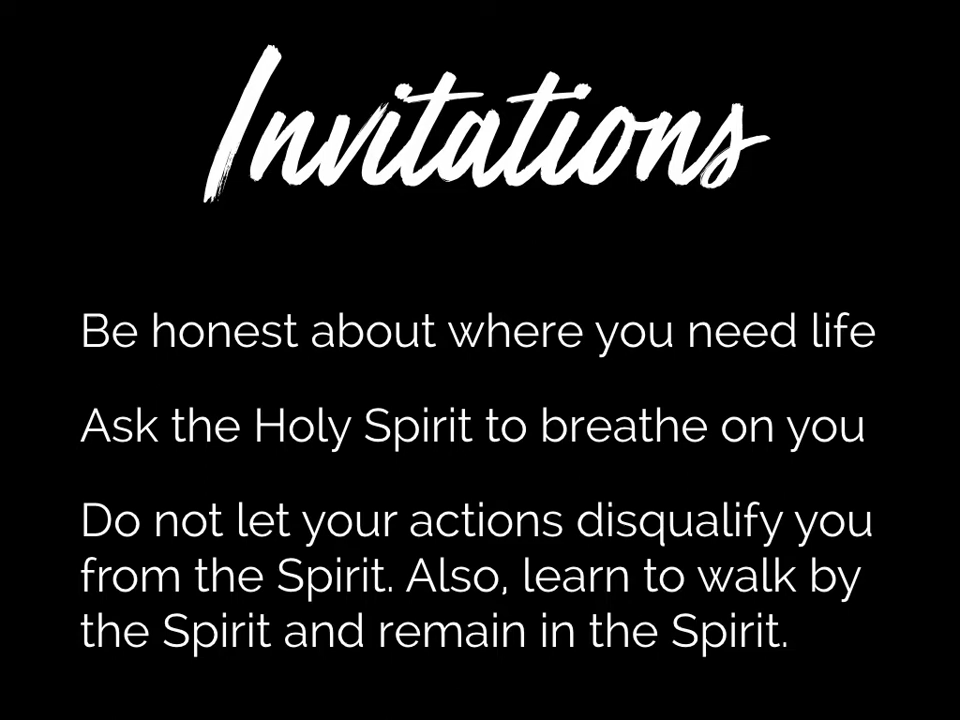 Invitations
Be honest about where you need life
Ask the Holy Spirit to breathe on you
Do not let your actions disqualify you
from the Spirit. Also, learn to walk by
the Spirit and remain in the Spirit.